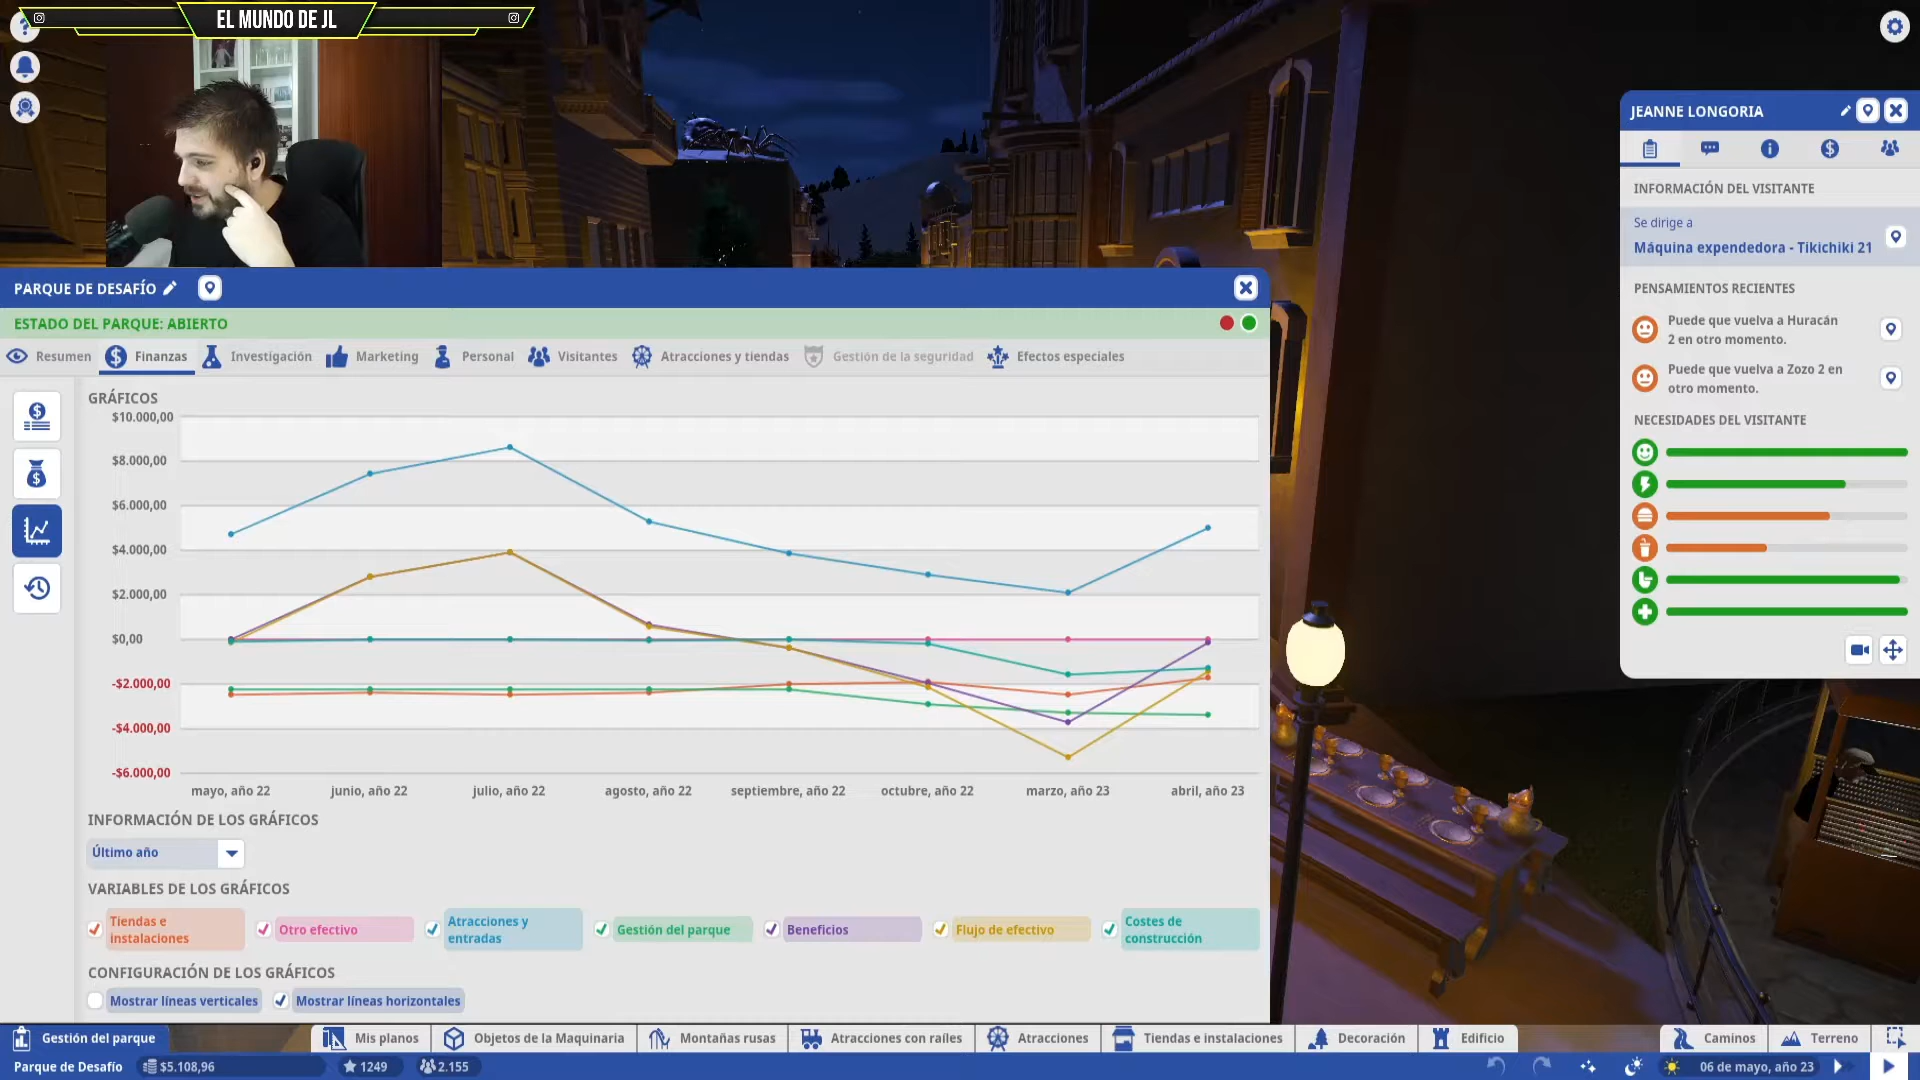 EL MUNDO DE JL
JEANNE LONGORIA
INFORMACIÓN DEL VISITANTE
Se dirige a
Máquina expendedora - Tikichiki 21
PENSAMIENTOS RECIENTES
Puede que vuelva a Huracán
2 en otro momento.
Puede que vuelva a Zozo 2 en
otro momento.
NECESIDADES DEL VISITANTE
PARQUE DE DESAFÍO
ESTADO DEL PARQUE: ABIERTO
Resumen Finanzas Investigación Marketing Personal Visitantes Atracciones y tiendas Gestión de la seguridad Efectos especiales
GRÁFICOS
$10.000,00
$8.000,00
$6.000,00
$4.000,00
$2.000,00
$0,00
-$2.000,00
-$4.000,00
-$6.000,00
mayo, año 22 junio, año 22 julio, año 22 agosto, año 22 septiembre, año 22 octubre, año 22 marzo, año 23 abril, año 23
INFORMACIÓN DE LOS GRÁFICOS
Último año
VARIABLES DE LOS GRÁFICOS
Tiendas e
instalaciones
Otro efectivo
Atracciones y
entradas
Gestión del parque
Beneficios
Flujo de efectivo
Costes de
construcción
CONFIGURACIÓN DE LOS GRÁFICOS
Mostrar líneas verticales Mostrar líneas horizontales
Gestión del parque Mis planos Objetos de la Maquinaria Montañas rusas Atracciones con raíles Atracciones Tiendas e instalaciones Decoración Edificio Caminos Terreno
Parque de Desafío $5.108,96 1249 2.155 06 de mayo, año 23